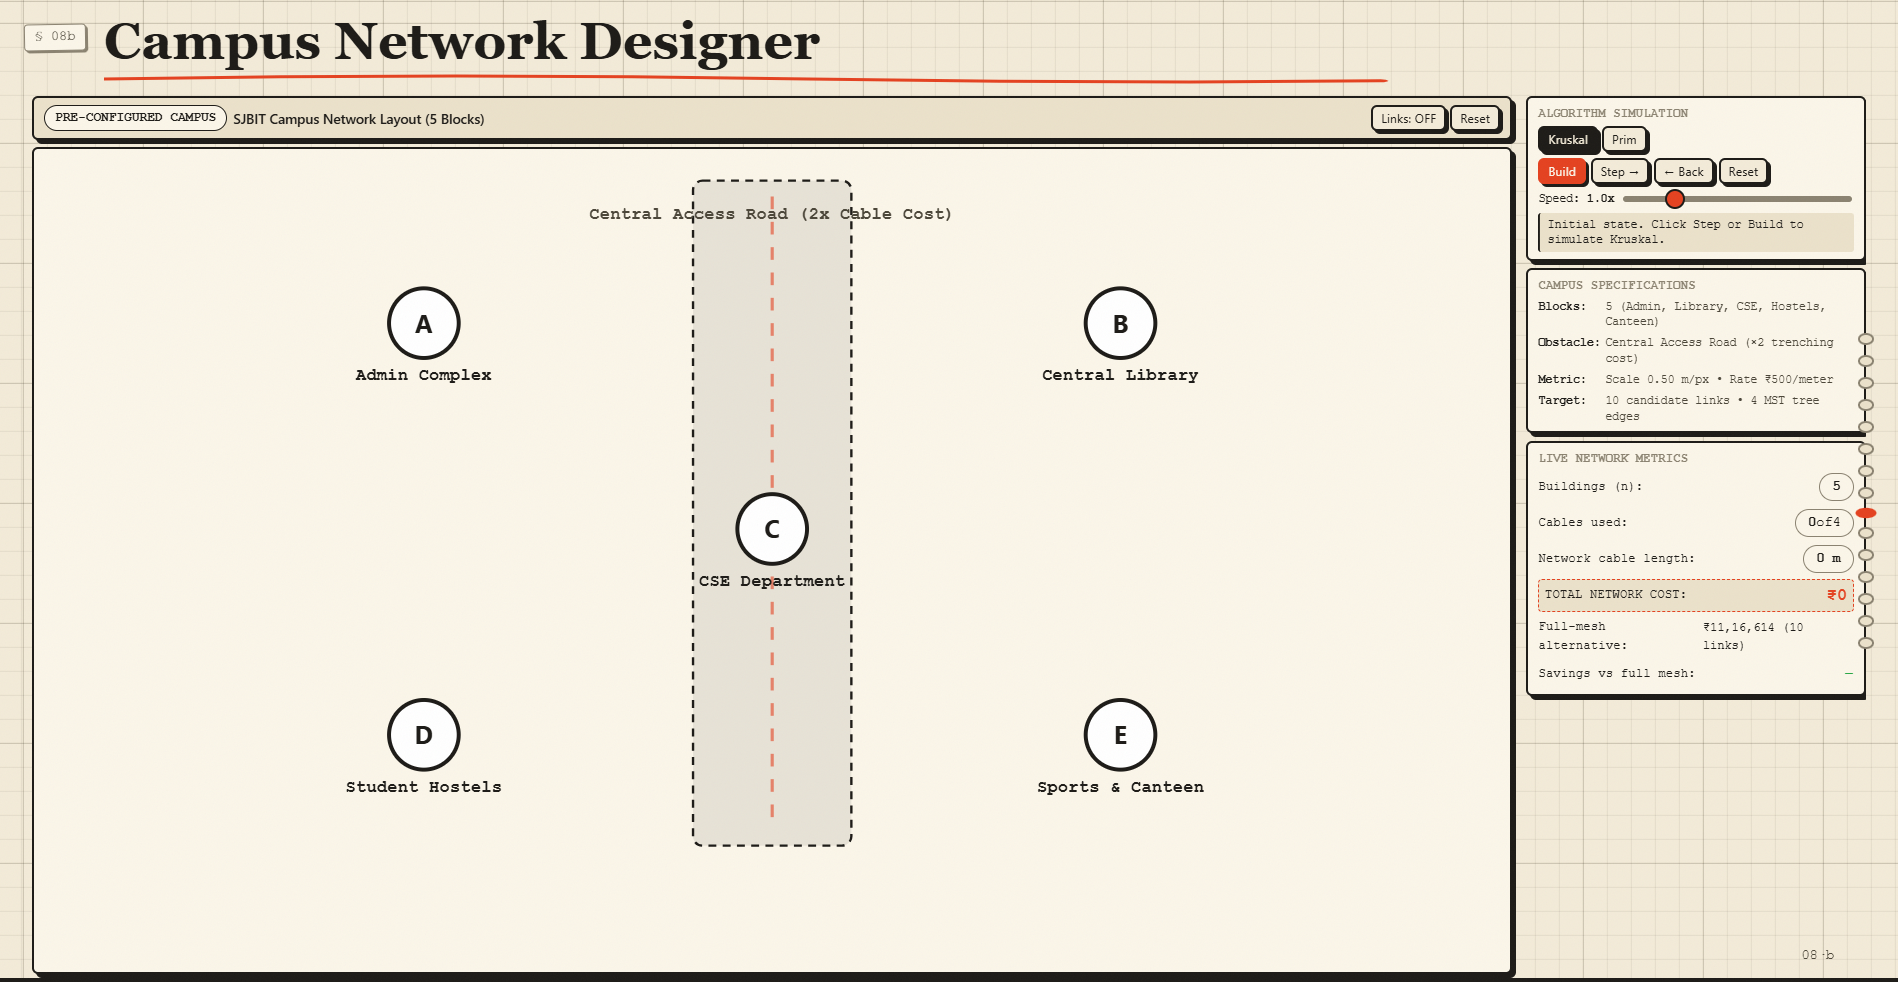 § 08b
Campus Network Designer
PRE-CONFIGURED CAMPUS SJBIT Campus Network Layout (5 Blocks)
Links: OFF Reset
Central Access Road (2x Cable Cost)
A
Admin Complex
B
Central Library
C
CSE Department
D
Student Hostels
E
Sports & Canteen
ALGORITHM SIMULATION
Kruskal Prim
Build Step → ← Back Reset
Speed: 1.0x
Initial state. Click Step or Build to
simulate Kruskal.
CAMPUS SPECIFICATIONS
Blocks: 5 (Admin, Library, CSE, Hostels,
Canteen)
Obstacle: Central Access Road (×2 trenching
cost)
Metric: Scale 0.50 m/px • Rate ₹500/meter
Target: 10 candidate links • 4 MST tree
edges
LIVE NETWORK METRICS
Buildings (n): 5
Cables used: 0of4
Network cable length: 0 m
TOTAL NETWORK COST: ₹0
Full-mesh ₹11,16,614 (10
alternative: links)
Savings vs full mesh: —
08·b